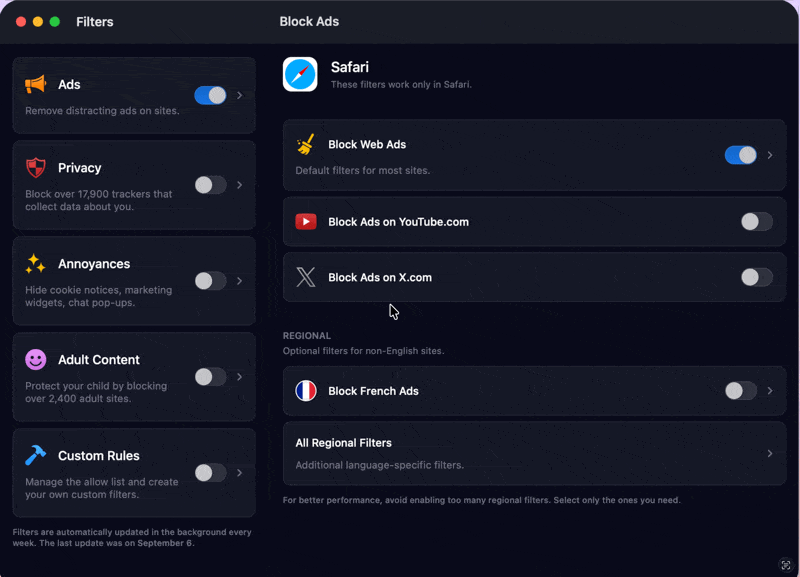 Filters
Block Ads
Ads
Remove distracting ads on sites.
Privacy
Block over 17,900 trackers that
collect data about you.
Annoyances
Hide cookie notices, marketing
widgets, chat pop-ups.
Adult Content
Protect your child by blocking
over 2,400 adult sites.
Custom Rules
Manage the allow list and create
your own custom filters.
Filters are automatically updated in the background every
week. The last update was on September 6.
Safari
These filters work only in Safari.
Block Web Ads
Default filters for most sites.
Block Ads on YouTube.com
Block Ads on X.com
REGIONAL
Optional filters for non-English sites.
Block French Ads
All Regional Filters
Additional language-specific filters.
For better performance, avoid enabling too many regional filters. Select only the ones you need.